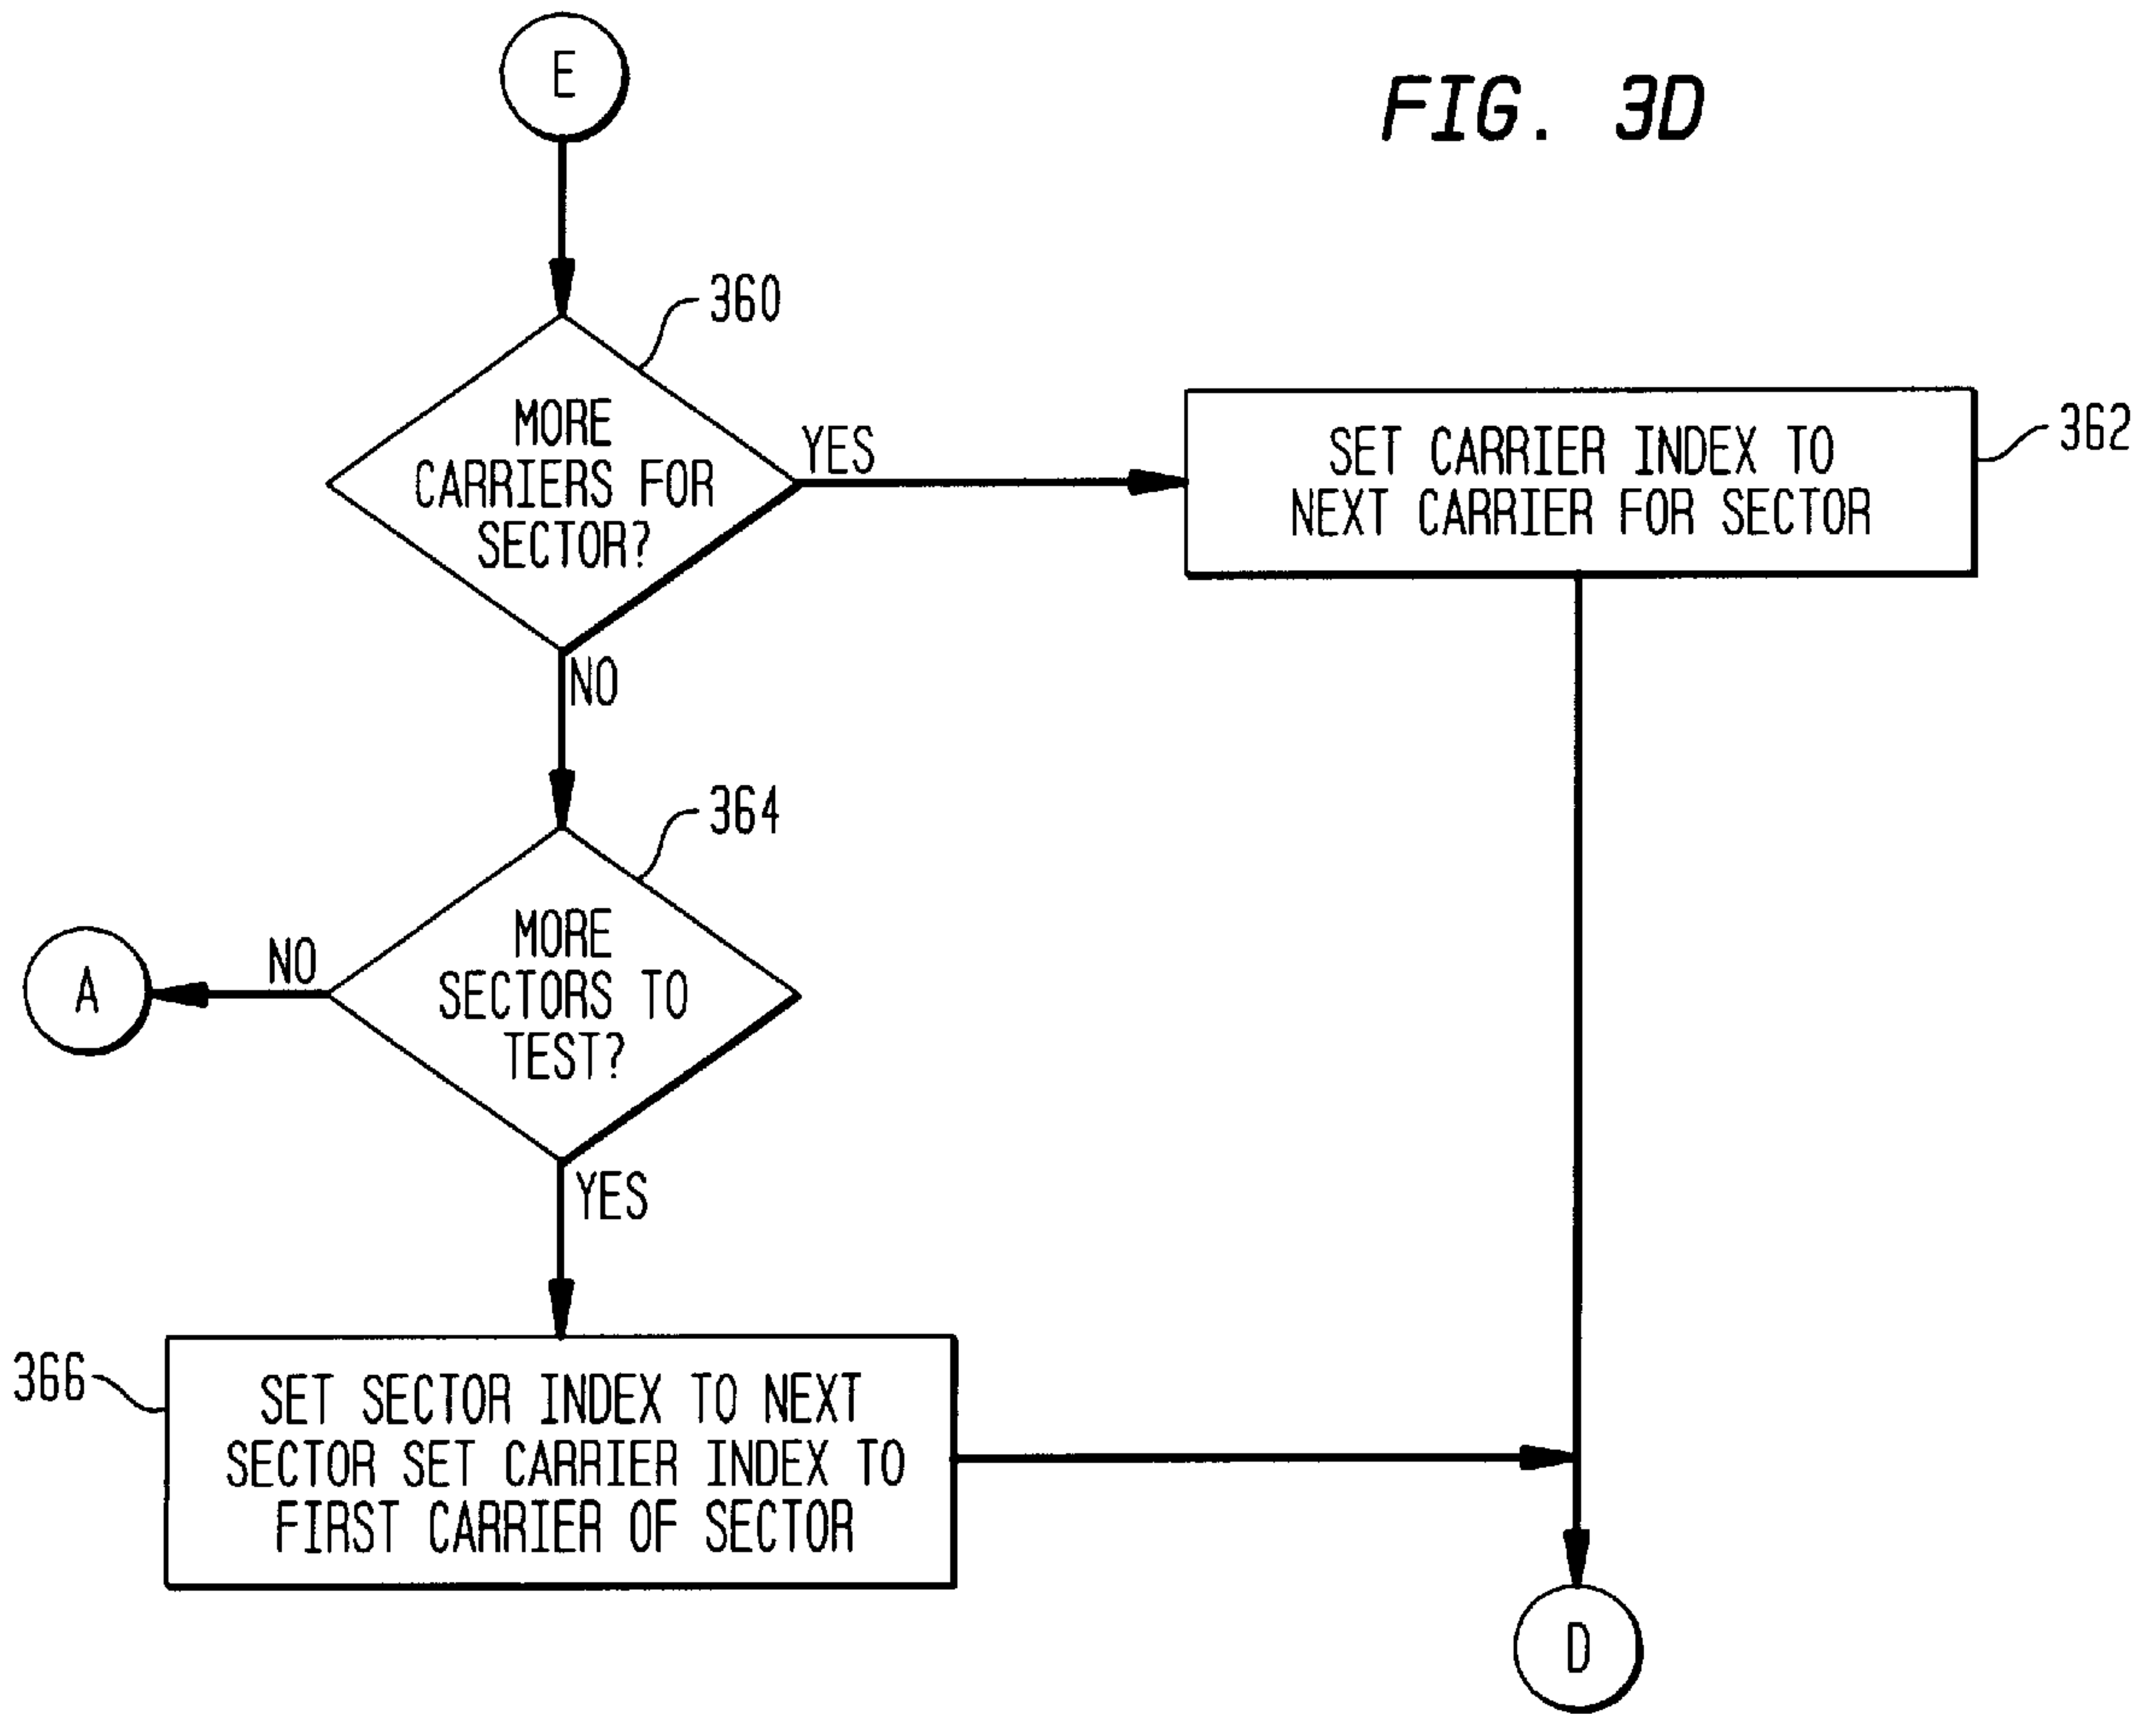 E
FIG. 3D
360
MORE
CARRIERS FOR
SECTOR?
YES
SET CARRIER INDEX TO
NEXT CARRIER FOR SECTOR
362
NO
364
MORE
SECTORS TO
TEST?
NO
A
YES
366
SET SECTOR INDEX TO NEXT
SECTOR SET CARRIER INDEX TO
FIRST CARRIER OF SECTOR
D